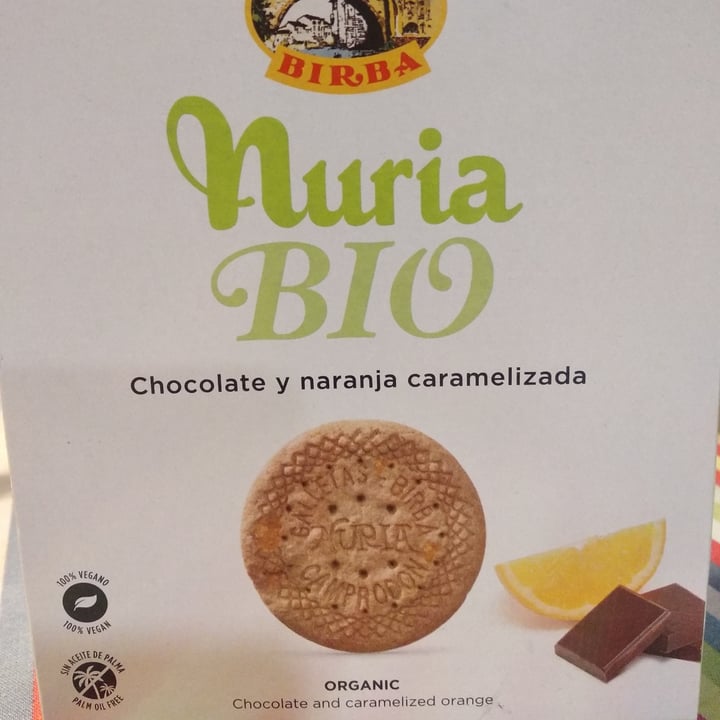 BIRBA
Nuria
BIO
Chocolate y naranja caramelizada
GALLETAS BIRBA
NURIA
CAMPRODON
100% VEGANO
100% VEGAN
SIN ACEITE DE PALMA
PALM OIL FREE
ORGANIC
Chocolate and caramelized orange